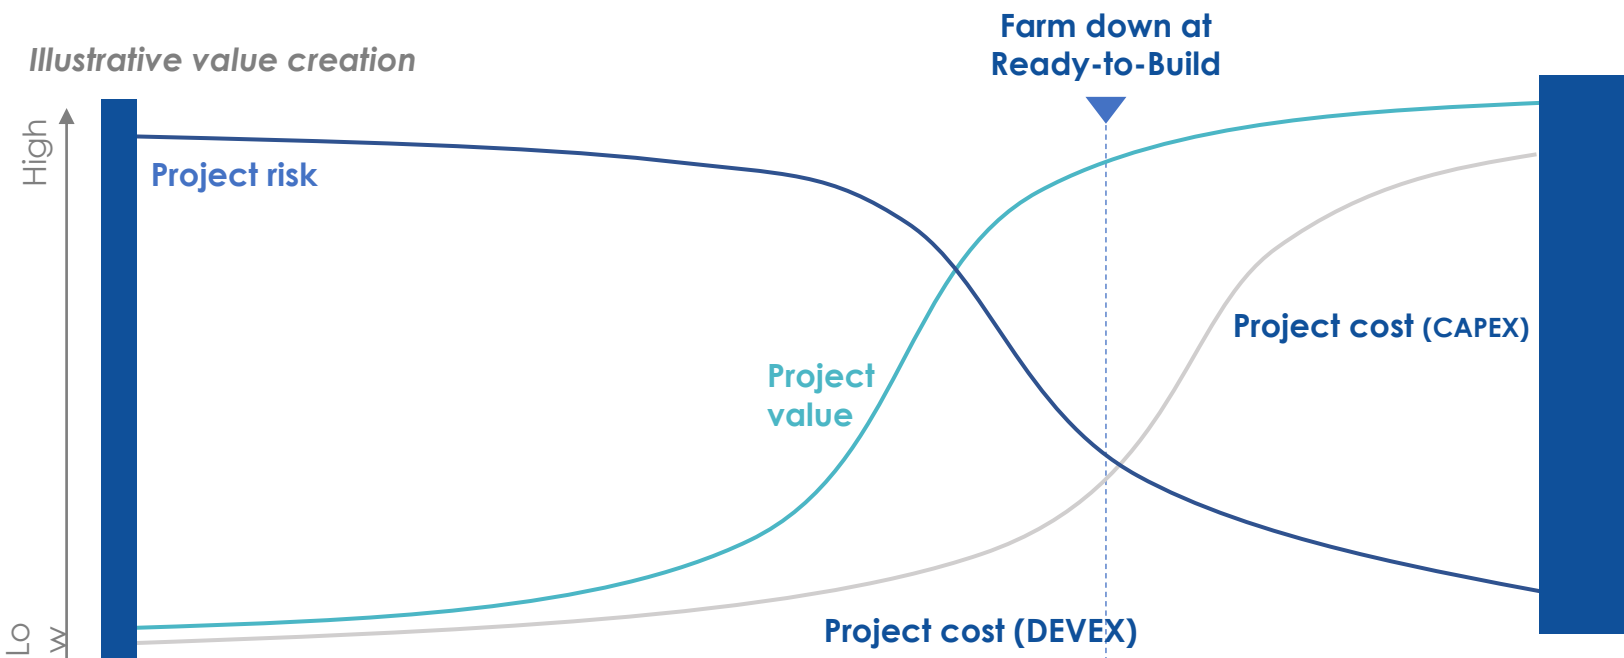 Farm down at
Ready-to-Build
Illustrative value creation
High
Project risk
Project cost (CAPEX)
Project
value
Project cost (DEVEX)
Lo
w